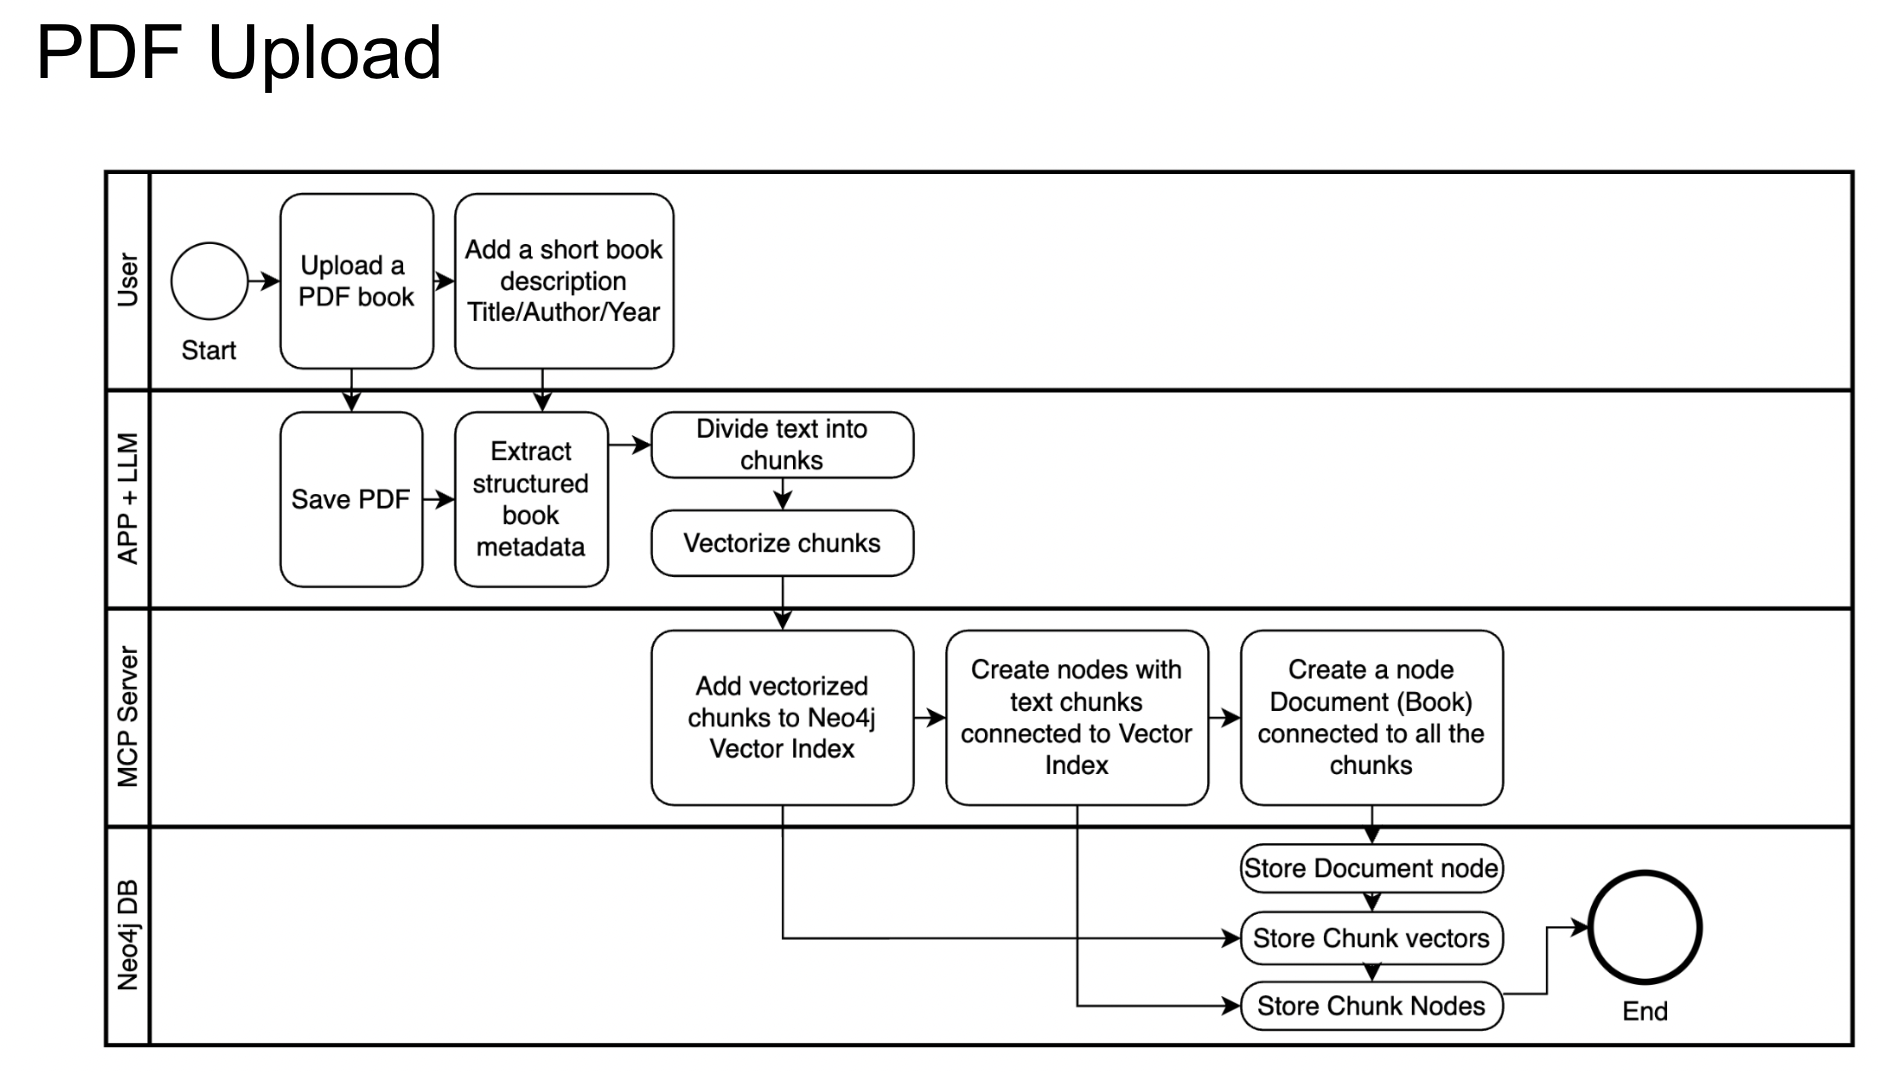 PDF Upload
User
Start
Upload a
PDF book
Add a short book
description
Title/Author/Year
APP + LLM
Save PDF
Extract
structured
book
metadata
Divide text into
chunks
Vectorize chunks
MCP Server
Add vectorized
chunks to Neo4j
Vector Index
Create nodes with
text chunks
connected to Vector
Index
Create a node
Document (Book)
connected to all the
chunks
Neo4j DB
Store Document node
Store Chunk vectors
Store Chunk Nodes
End